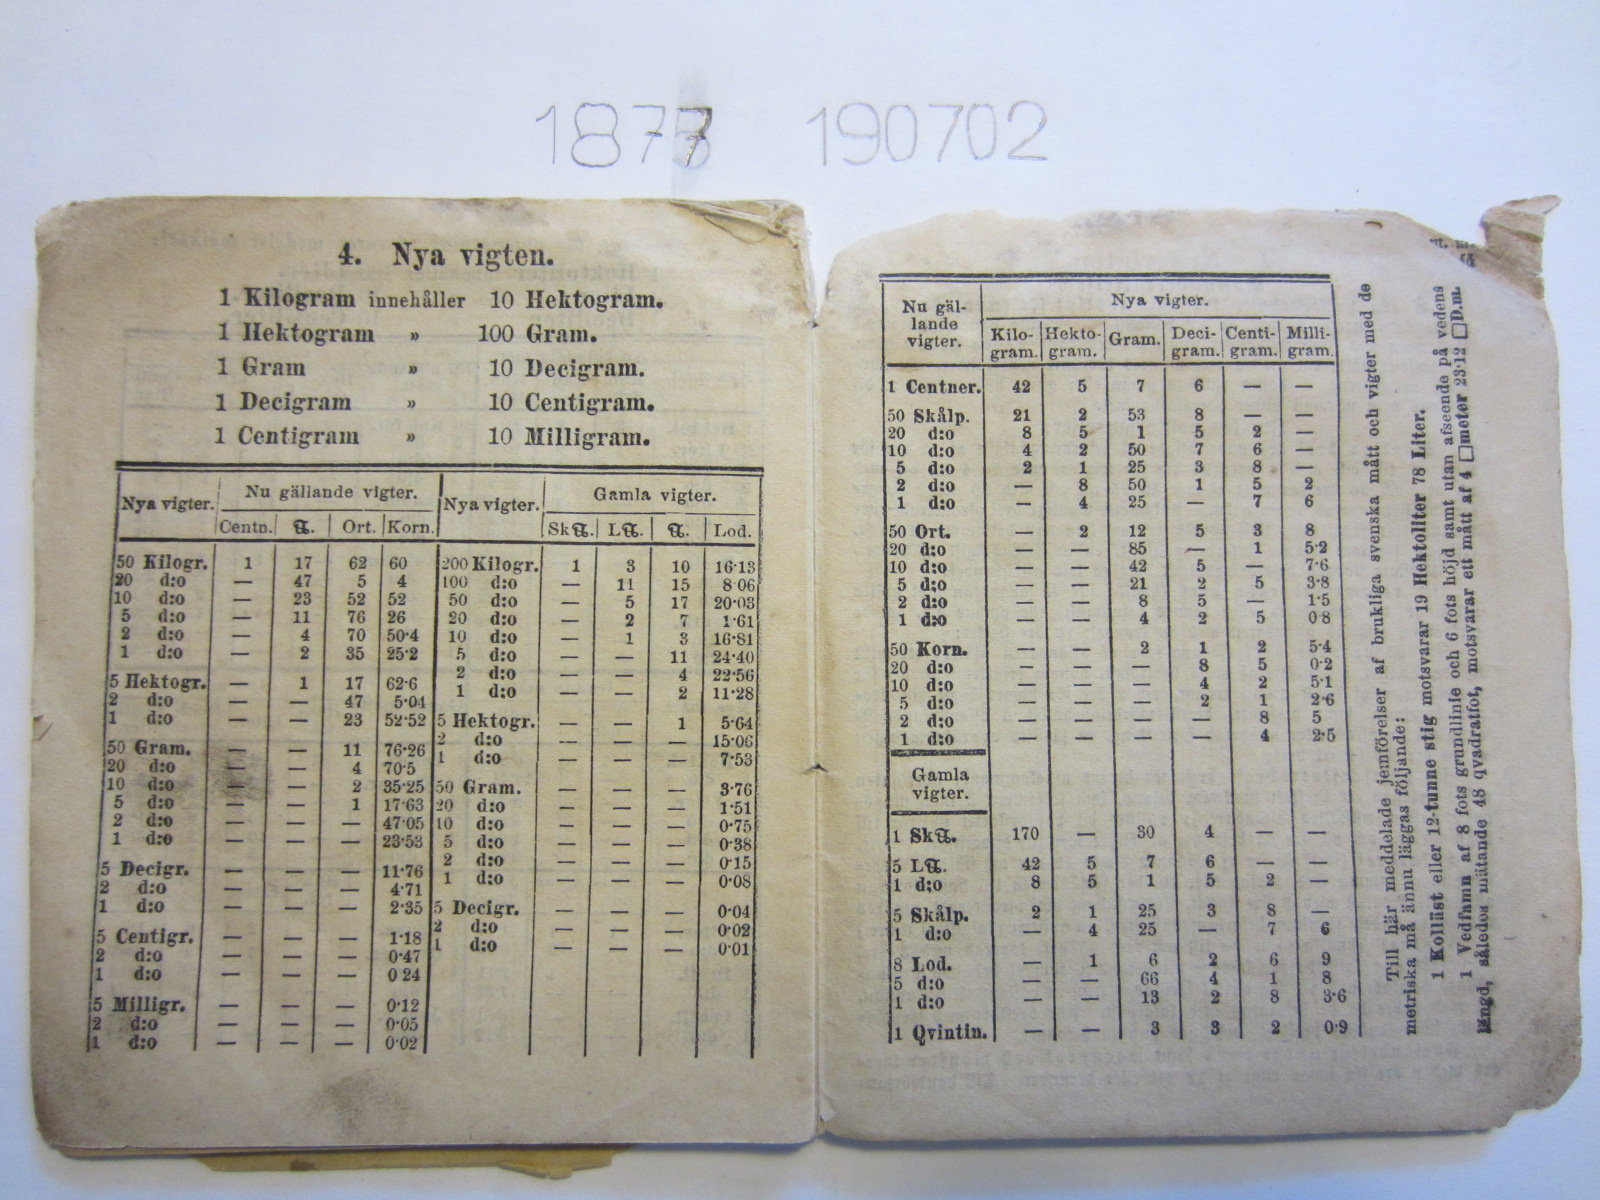 1877 190702
4. Nya vigten.
1 Kilogram innehåller 10 Hektogram.
1 Hektogram » 100 Gram.
1 Gram » 10 Decigram.
1 Decigram » 10 Centigram.
1 Centigram » 10 Milligram.
Nya vigter. Nu gällande vigter. Nya vigter. Gamla vigter.
Centn. ℔. Ort. Korn. Sk℔. L℔. ℔. Lod.
50 Kilogr. 1 17 62 60 200 Kilogr. 1 3 10 16·13
20 d:o — 47 5 4 100 d:o — 11 15 8 06
10 d:o — 23 52 52 50 d:o — 5 17 20·03
5 d:o — 11 76 26 20 d:o — 2 7 1·61
2 d:o — 4 70 50·4 10 d:o — 1 3 16·81
1 d:o — 2 35 25·2 5 d:o — — 11 24·40
2 d:o — — 4 22·56
5 Hektogr. — 1 17 62·6 1 d:o — — 2 11·28
2 d:o — — 47 5·04
1 d:o — — 23 52·52 5 Hektogr. — — 1 5·64
2 d:o — — — 15·06
50 Gram. — — 11 76·26 1 d:o — — — 7·53
20 d:o — — 4 70·5
10 d:o — — 2 35·25 50 Gram. — — — 3·76
5 d:o — — 1 17·63 20 d:o — — — 1·51
2 d:o — — — 47·05 10 d:o — — — 0·75
1 d:o — — — 23·53 5 d:o — — — 0·38
2 d:o — — — 0·15
5 Decigr. — — — 11·76 1 d:o — — — 0·08
2 d:o — — — 4·71
1 d:o — — — 2·35 5 Decigr. — — — 0·04
2 d:o — — — 0·02
5 Centigr. — — — 1·18 1 d:o — — — 0·01
2 d:o — — — 0·47
1 d:o — — — 0 24
5 Milligr. — — — 0·12
2 d:o — — — 0·05
1 d:o — — — 0·02
Nu gäl-
lande
vigter.
Nya vigter.
Kilo-
gram. Hekto-
gram. Gram. Deci-
gram. Centi-
gram. Milli-
gram.
1 Centner. 42 5 7 6 — —
50 Skålp. 21 2 53 8 — —
20 d:o 8 5 1 5 2 —
10 d:o 4 2 50 7 6 —
5 d:o 2 1 25 3 8 —
2 d:o — 8 50 1 5 2
1 d:o — 4 25 — 7 6
50 Ort. — 2 12 5 3 8
20 d:o — — 85 — 1 5·2
10 d:o — — 42 5 — 7·6
5 d:o — — 21 2 5 3·8
2 d:o — — 8 5 — 1·5
1 d:o — — 4 2 5 0 8
50 Korn. — — 2 1 2 5·4
20 d:o — — — 8 5 0·2
10 d:o — — — 4 2 5·1
5 d:o — — — 2 1 2·6
2 d:o — — — — 8 5
1 d:o — — — — 4 2·5
Gamla
vigter.
1 Sk℔. 170 — 30 4 — —
5 L℔. 42 5 7 6 — —
1 d:o 8 5 1 5 2 —
5 Skålp. 2 1 25 3 8 —
1 d:o — 4 25 — 7 6
8 Lod. — 1 6 2 6 9
5 d:o — — 66 4 1 8
1 d:o — — 13 2 8 3·6
1 Qvintin. — — 3 3 2 0·9
Till här meddelade jemförelser af brukliga svenska mått och vigter med de
metriska må ännu läggas följande:
1 Kolläst eller 12-tunne stig motsvarar 19 Hektoliter 78 Liter.
1 Vedfamn af 8 fots grundlinie och 6 fots höjd samt utan afseende på vedens
längd, således mätande 48 qvadratfot, motsvarar ett mått af 4 □meter 23·12 □D.m.